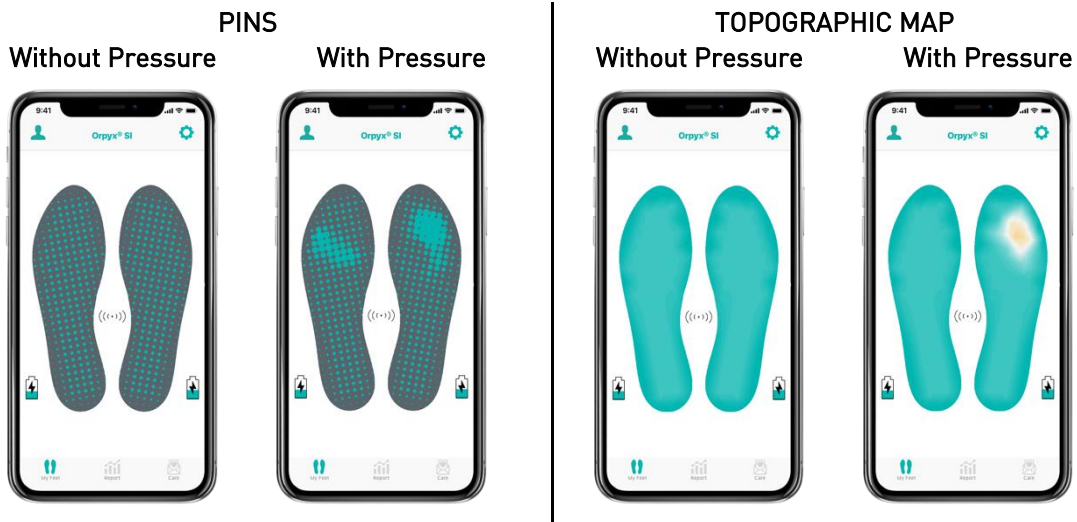 PINS
Without Pressure
With Pressure
9:41
Orpyx® SI
My Feet
Report
Care
9:41
Orpyx® SI
My Feet
Report
Care
TOPOGRAPHIC MAP
Without Pressure
With Pressure
9:41
Orpyx® SI
My Feet
Report
Care
9:41
Orpyx® SI
My Feet
Report
Care